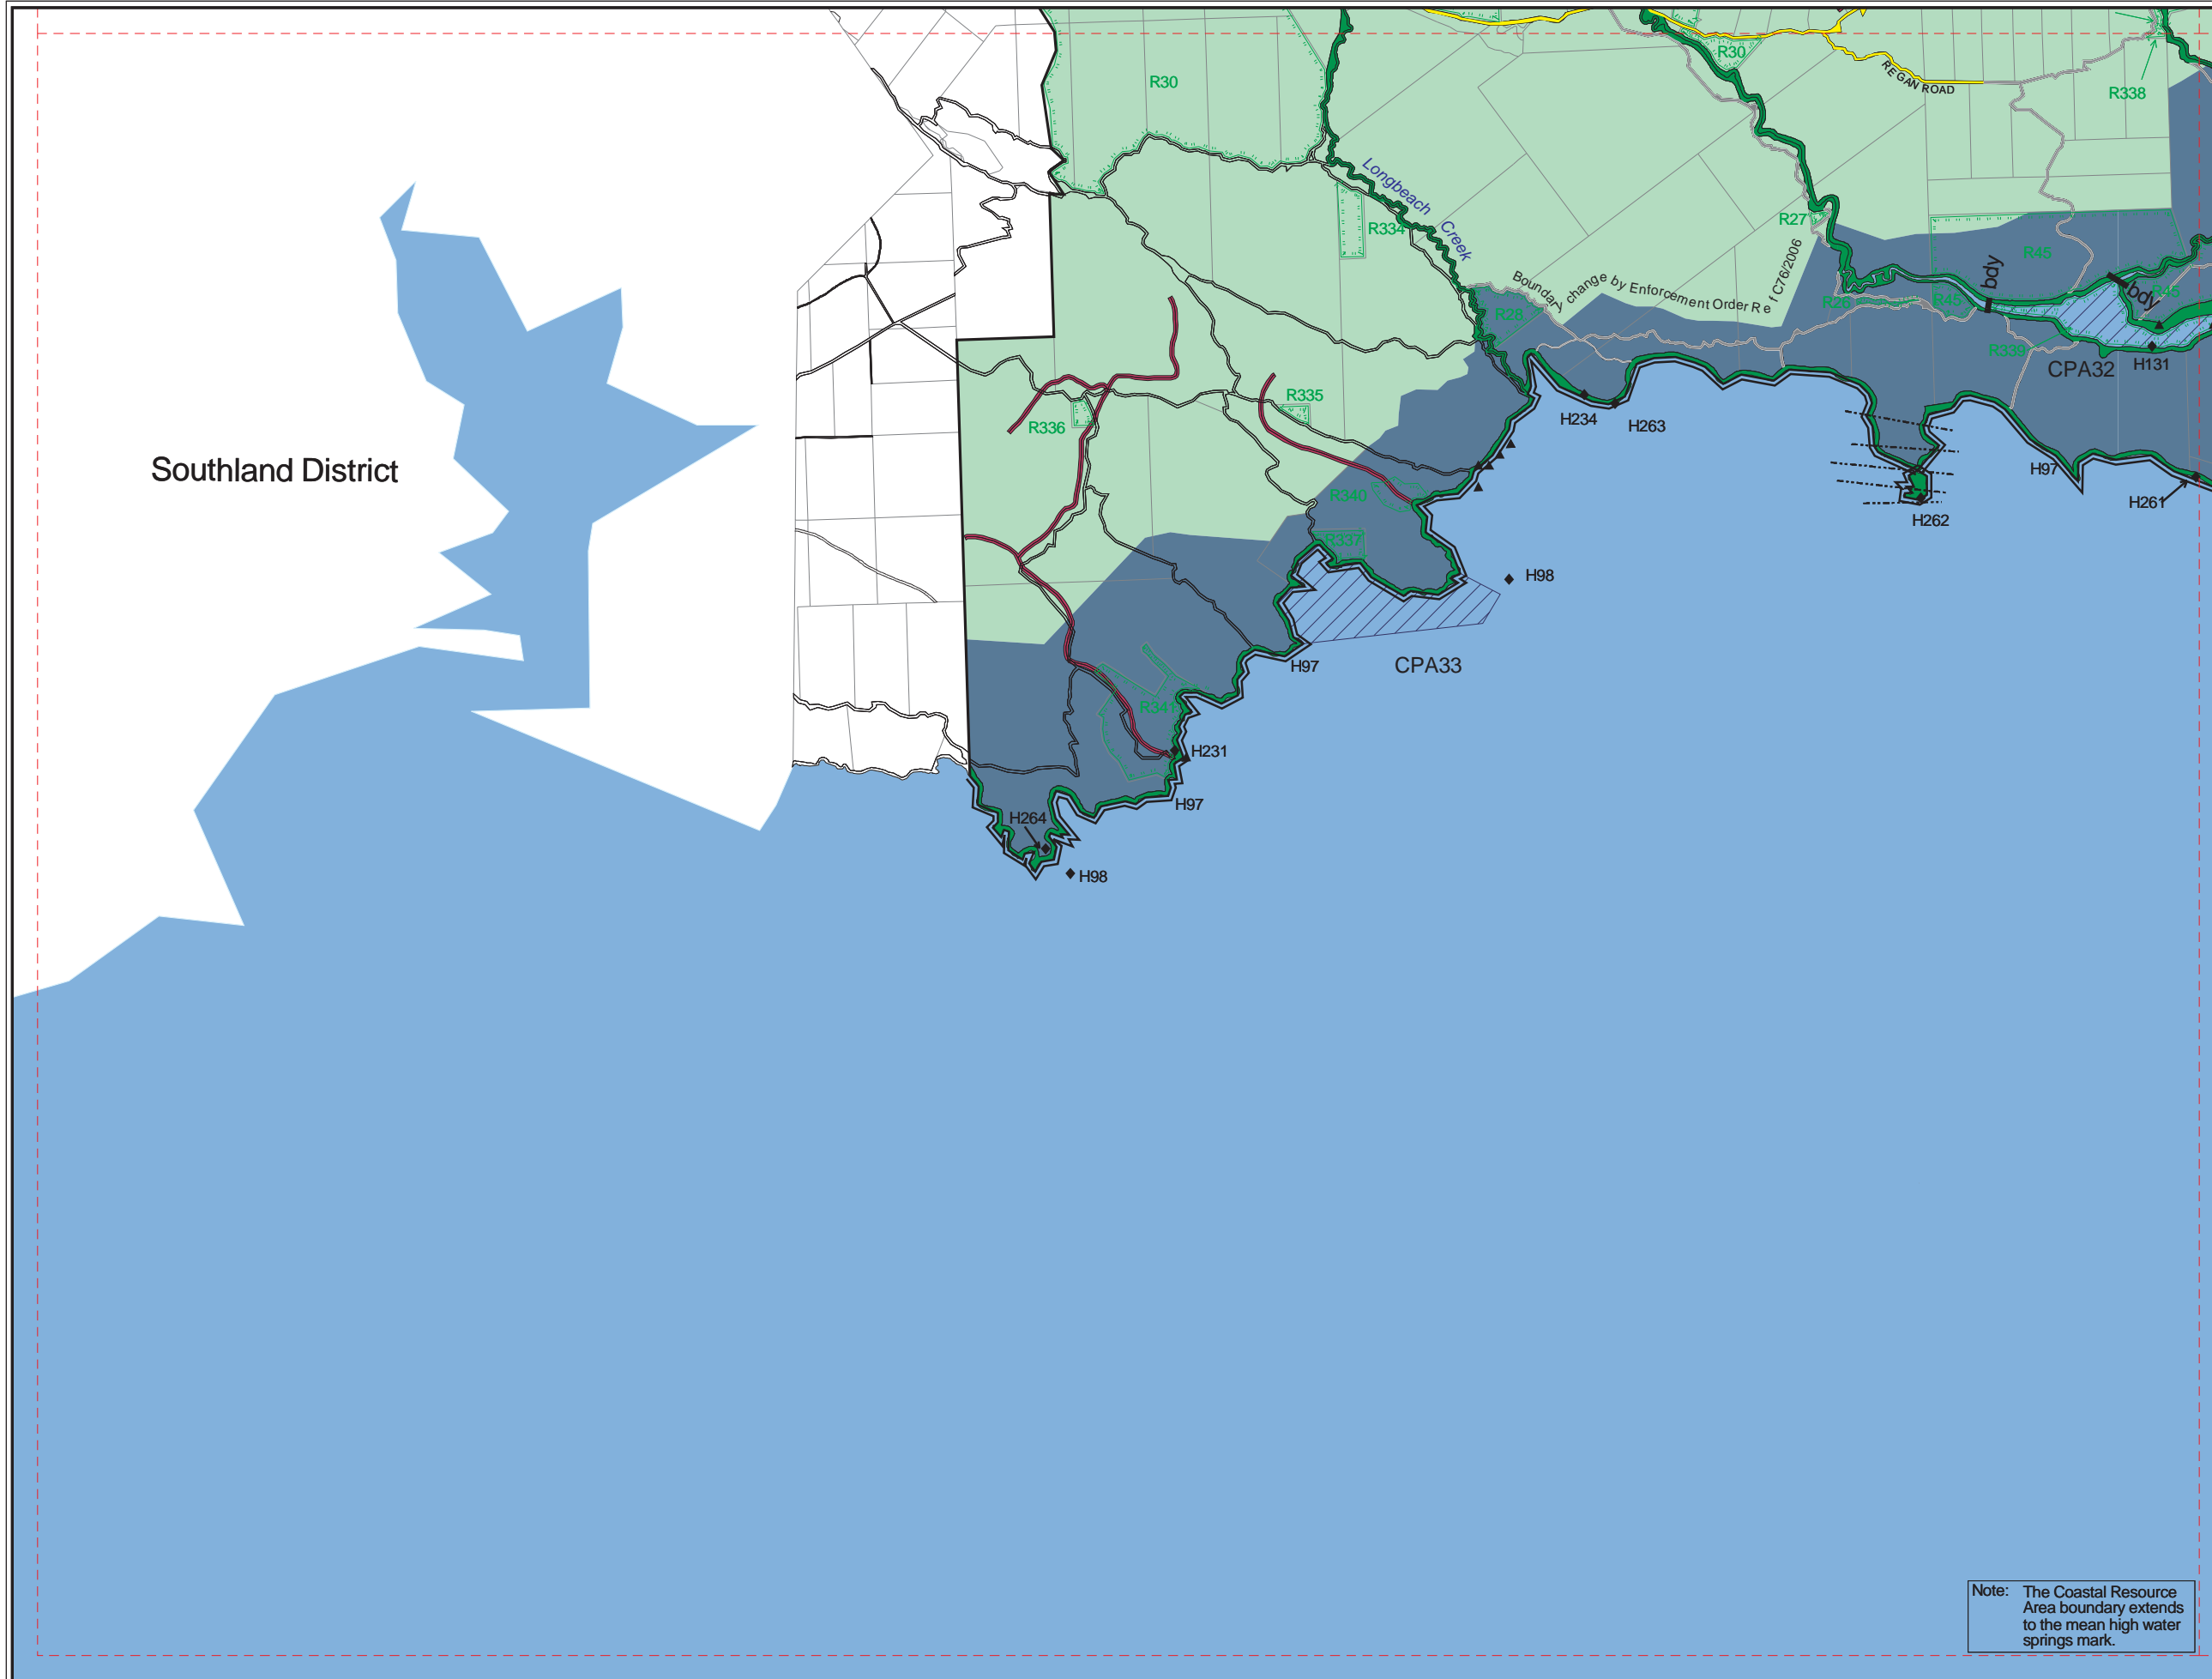 R30
R30
REGAN ROAD
R338
Longbeach
Creek
R334
R27
Boundary change by Enforcement Order Ref C76/2006
R45
bdy
bdy
R45
R26
R45
R28
R339
CPA32
H131
R335
R336
H234
H263
Southland District
R340
H97
H261
H262
R337
H98
H97
CPA33
R341
H231
H97
H264
H98
Note: The Coastal Resource
Area boundary extends
to the mean high water
springs mark.